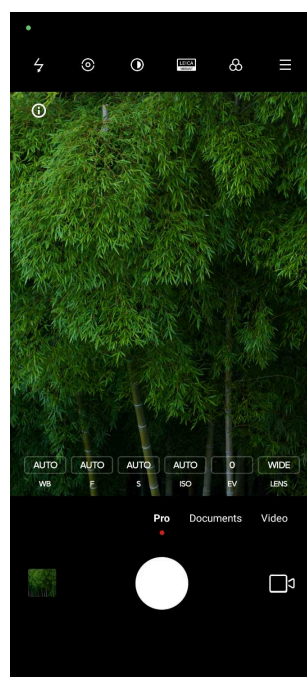 LEICA
AUTO AUTO AUTO AUTO 0 WIDE
WB F S ISO EV LENS
Pro Documents Video